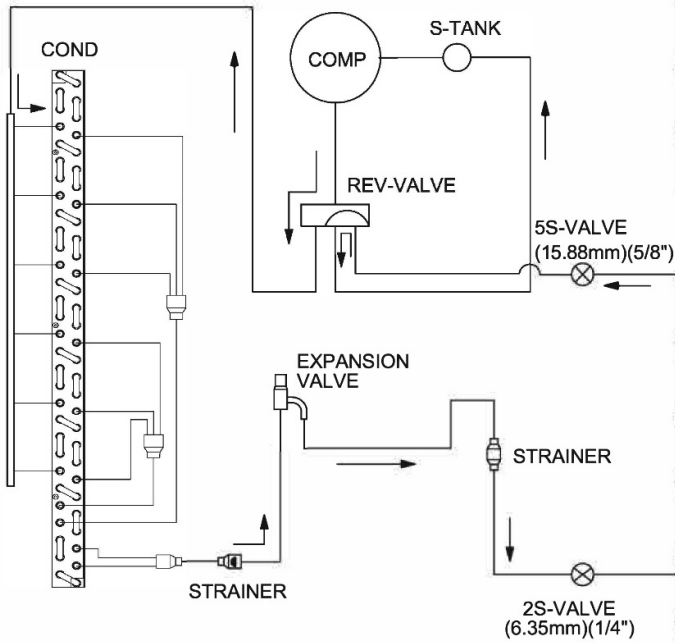 S-TANK
COND
COMP
REV-VALVE
5S-VALVE
(15.88mm)(5/8")
EXPANSION
VALVE
STRAINER
STRAINER
2S-VALVE
(6.35mm)(1/4")